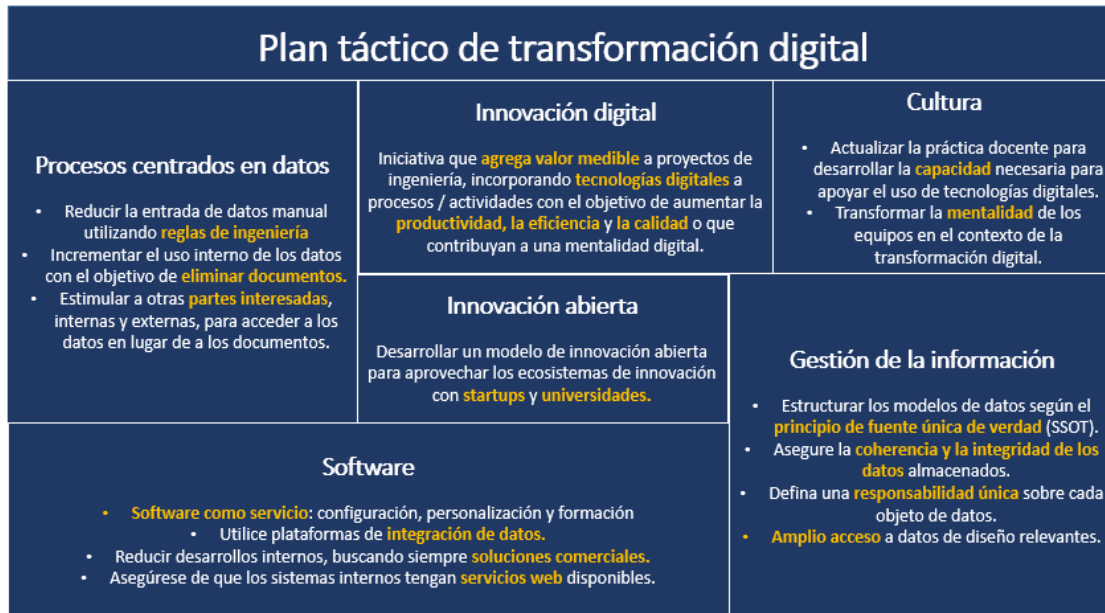 Plan táctico de transformación digital
Procesos centrados en datos
• Reducir la entrada de datos manual
utilizando reglas de ingeniería
• Incrementar el uso interno de los datos
con el objetivo de eliminar documentos.
• Estimular a otras partes interesadas,
internas y externas, para acceder a los
datos en lugar de a los documentos.
Innovación digital
Iniciativa que agrega valor medible a proyectos de
ingeniería, incorporando tecnologías digitales a
procesos / actividades con el objetivo de aumentar la
productividad, la eficiencia y la calidad o que
contribuyan a una mentalidad digital.
Cultura
• Actualizar la práctica docente para
desarrollar la capacidad necesaria para
apoyar el uso de tecnologías digitales.
• Transformar la mentalidad de los
equipos en el contexto de la
transformación digital.
Innovación abierta
Desarrollar un modelo de innovación abierta
para aprovechar los ecosistemas de innovación
con startups y universidades.
Gestión de la información
• Estructurar los modelos de datos según el
principio de fuente única de verdad (SSOT).
• Asegure la coherencia y la integridad de los
datos almacenados.
• Defina una responsabilidad única sobre cada
objeto de datos.
• Amplio acceso a datos de diseño relevantes.
Software
• Software como servicio: configuración, personalización y formación
• Utilice plataformas de integración de datos.
• Reducir desarrollos internos, buscando siempre soluciones comerciales.
• Asegúrese de que los sistemas internos tengan servicios web disponibles.